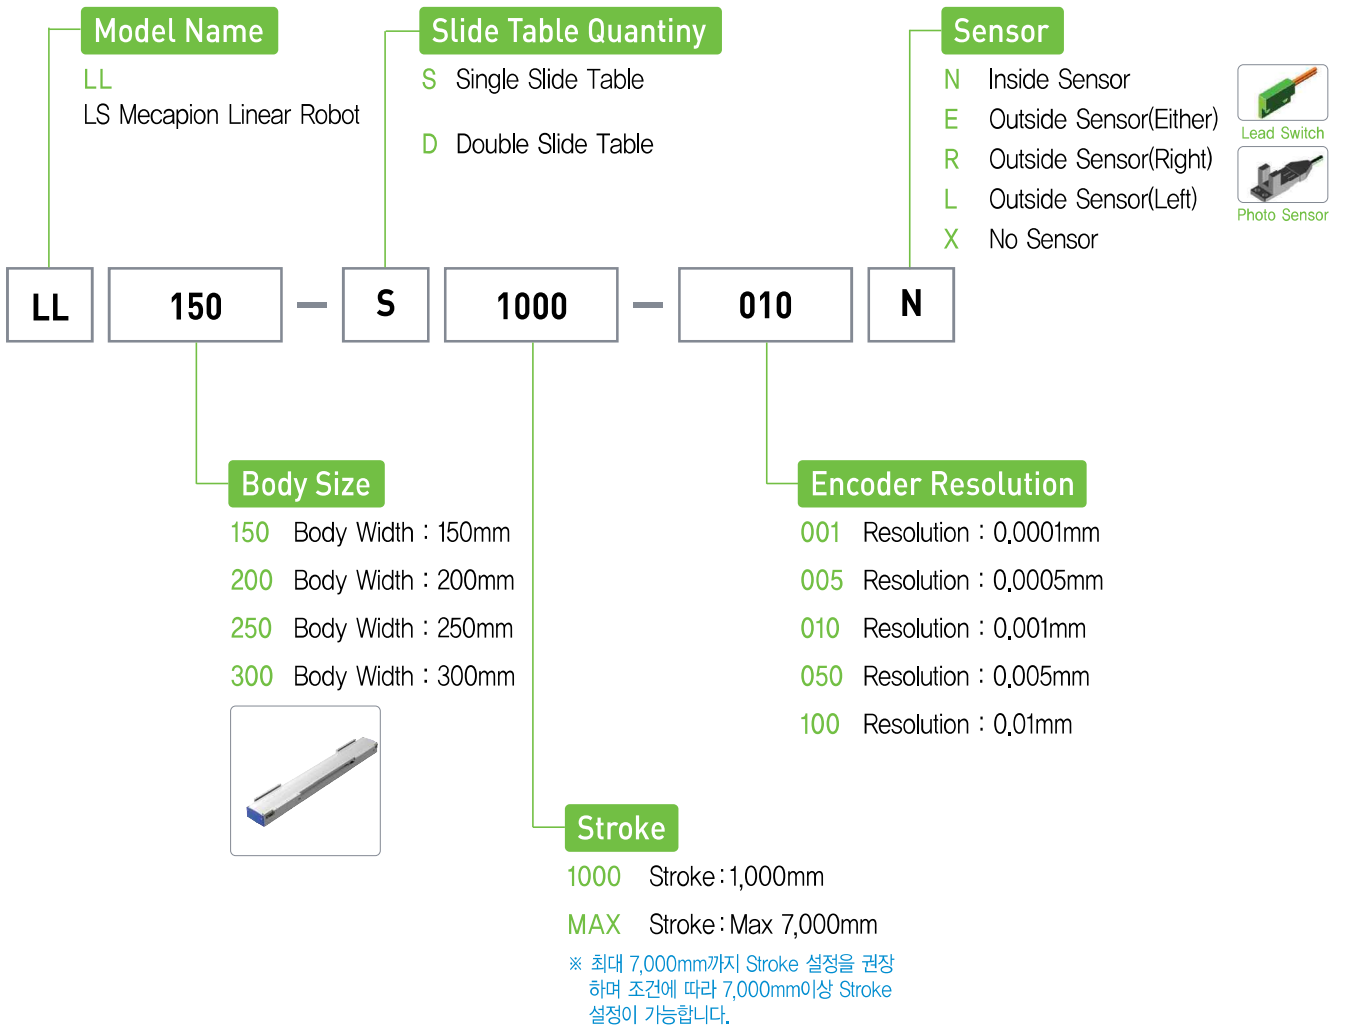 Model Name
LL
LS Mecapion Linear Robot
Slide Table Quantiny
S Single Slide Table
D Double Slide Table
Sensor
N Inside Sensor
E Outside Sensor(Either)
R Outside Sensor(Right)
L Outside Sensor(Left)
X No Sensor
Lead Switch
Photo Sensor
LL 150 — S 1000 — 010 N
Body Size
150 Body Width : 150mm
200 Body Width : 200mm
250 Body Width : 250mm
300 Body Width : 300mm
Encoder Resolution
001 Resolution : 0.0001mm
005 Resolution : 0.0005mm
010 Resolution : 0.001mm
050 Resolution : 0.005mm
100 Resolution : 0.01mm
Stroke
1000 Stroke : 1,000mm
MAX Stroke : Max 7,000mm
※ 최대 7,000mm까지 Stroke 설정을 권장
하며 조건에 따라 7,000mm이상 Stroke
설정이 가능합니다.